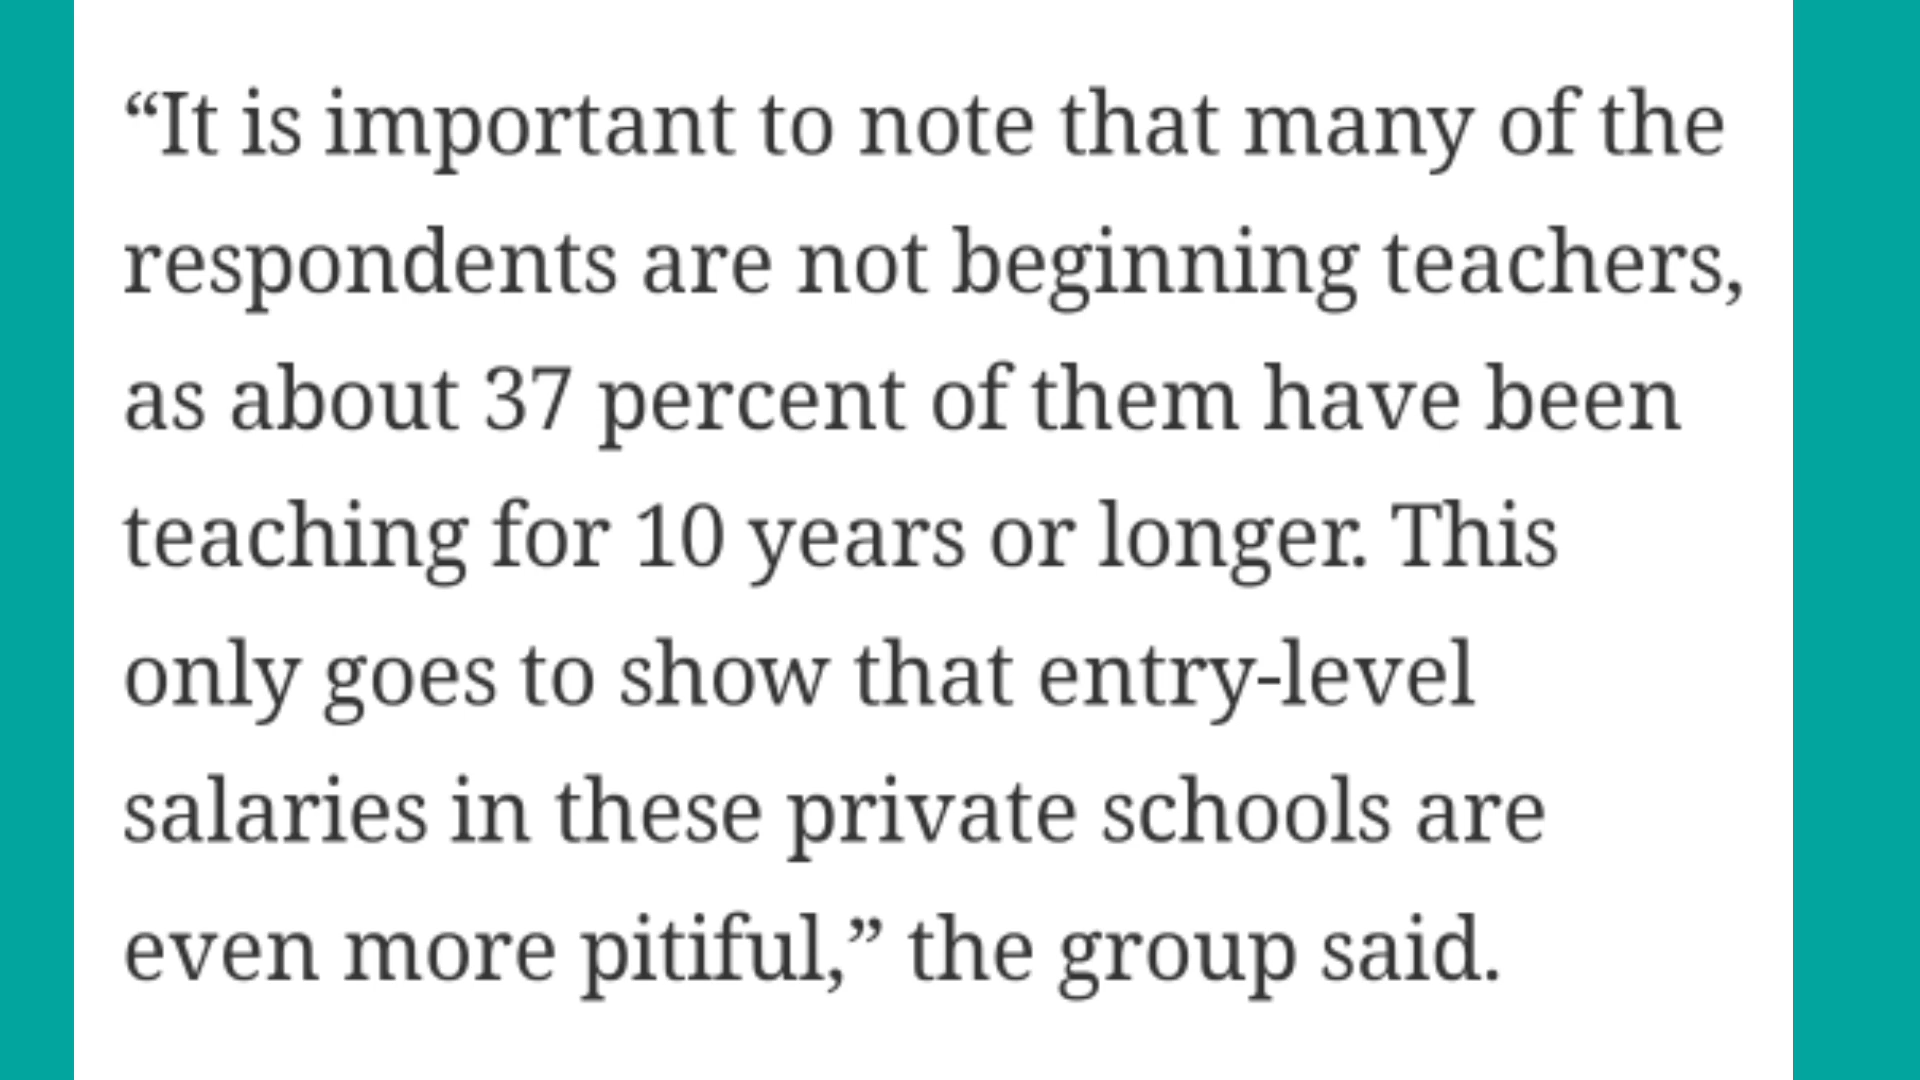 “It is important to note that many of the
respondents are not beginning teachers,
as about 37 percent of them have been
teaching for 10 years or longer. This
only goes to show that entry-level
salaries in these private schools are
even more pitiful,” the group said.